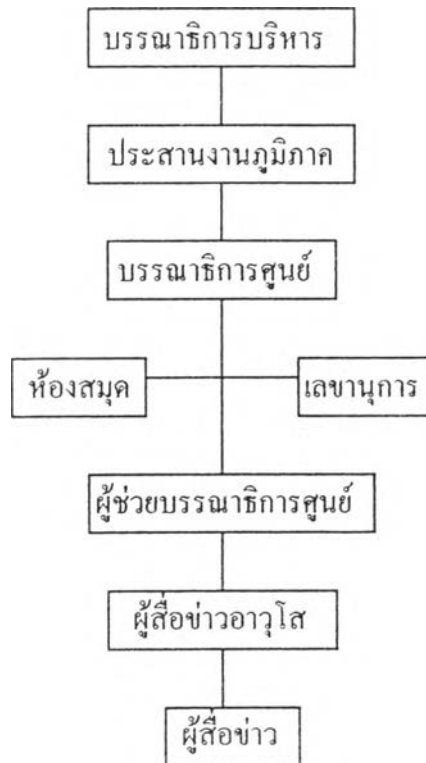 บรรณาธิการบริหาร
ประสานงานภูมิภาค
บรรณาธิการศูนย์
ห้องสมุด
เลขานุการ
ผู้ช่วยบรรณาธิการศูนย์
ผู้สื่อข่าวอาวุโส
ผู้สื่อข่าว